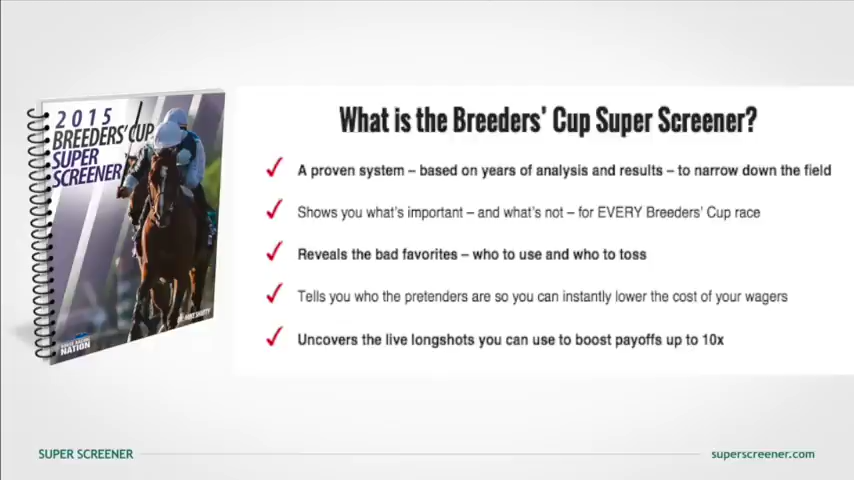 2015
BREEDERS' CUP
SUPER
SCREENER
NATION
What is the Breeders' Cup Super Screener?
A proven system – based on years of analysis and results – to narrow down the field
Shows you what's important – and what's not – for EVERY Breeders' Cup race
Reveals the bad favorites – who to use and who to toss
Tells you who the pretenders are so you can instantly lower the cost of your wagers
Uncovers the live longshots you can use to boost payoffs up to 10x
SUPER SCREENER
superscreener.com